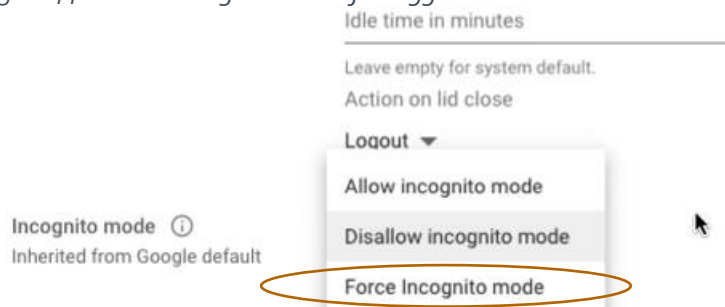 Idle time in minutes
Leave empty for system default.
Action on lid close
Logout
Allow incognito mode
Incognito mode
Inherited from Google default
Disallow incognito mode
Force Incognito mode